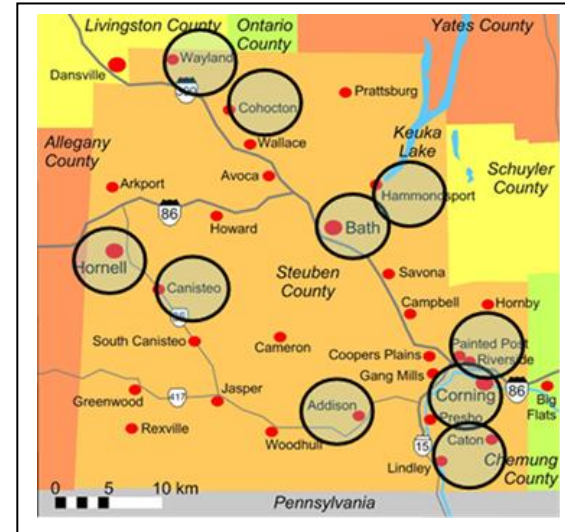 Livingston County
Ontario
County
Yates County
Wayland
Dansville
390
Cohocton
Prattsburg
Wallace
Keuka
Lake
Allegany
County
Avoca
Schuyler
County
Arkport
Hammondsport
86
Howard
Bath
Hornell
Steuben
County
Savona
Canisteo
Campbell
Hornby
South Canisteo
Cameron
Painted Post
Coopers Plains
Riverside
Gang Mills
Corning
86
Greenwood
417
Jasper
Addison
Presho
Big
Flats
Rexville
Woodhull
15
Caton
Lindley
Chemung
County
0 5 10 km
Pennsylvania